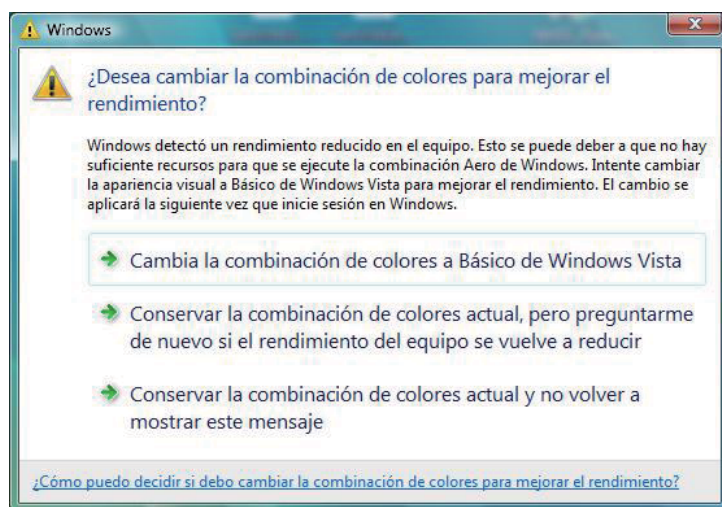 Windows
¿Desea cambiar la combinación de colores para mejorar el
rendimiento?
Windows detectó un rendimiento reducido en el equipo. Esto se puede deber a que no hay
suficiente recursos para que se ejecute la combinación Aero de Windows. Intente cambiar
la apariencia visual a Básico de Windows Vista para mejorar el rendimiento. El cambio se
aplicará la siguiente vez que inicie sesión en Windows.
Cambia la combinación de colores a Básico de Windows Vista
Conservar la combinación de colores actual, pero preguntarme
de nuevo si el rendimiento del equipo se vuelve a reducir
Conservar la combinación de colores actual y no volver a
mostrar este mensaje
¿Cómo puedo decidir si debo cambiar la combinación de colores para mejorar el rendimiento?